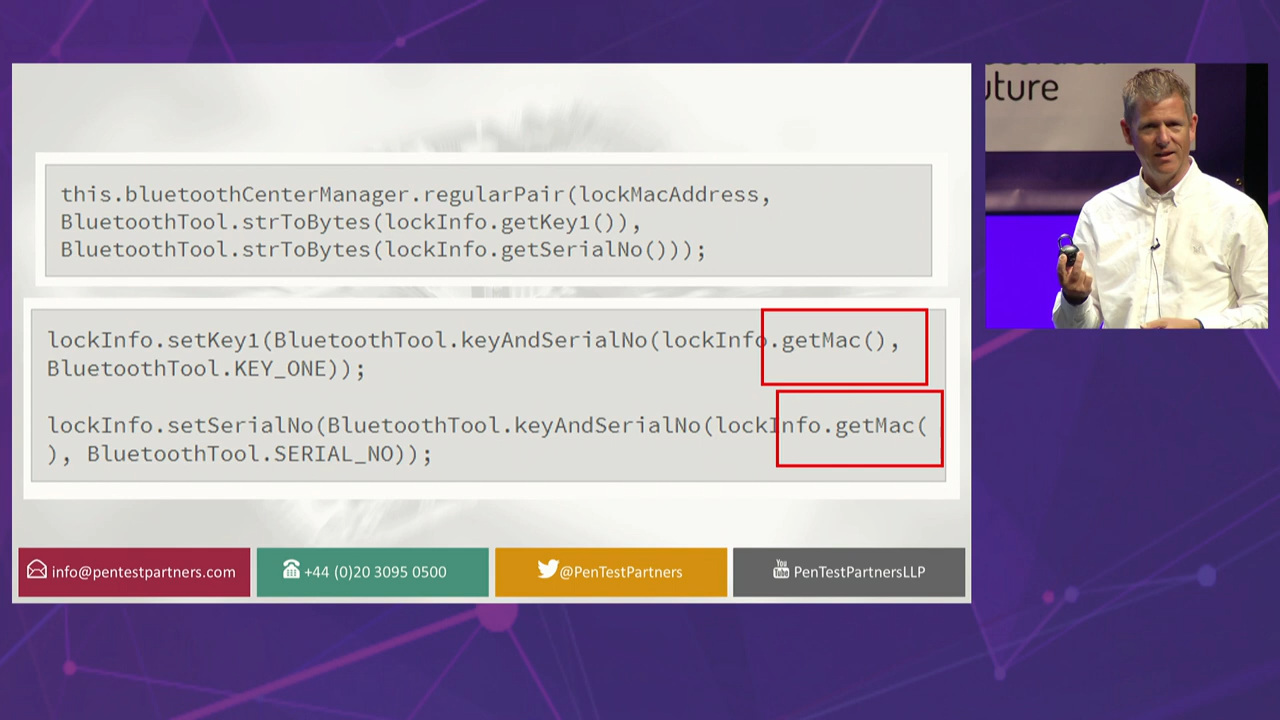 this.bluetoothCenterManager.regularPair(lockMacAddress,
BluetoothTool.strToBytes(lockInfo.getKey1()),
BluetoothTool.strToBytes(lockInfo.getSerialNo()));
lockInfo.setKey1(BluetoothTool.keyAndSerialNo(lockInfo.getMac(),
BluetoothTool.KEY_ONE));
lockInfo.setSerialNo(BluetoothTool.keyAndSerialNo(lockInfo.getMac(
), BluetoothTool.SERIAL_NO));
info@pentestpartners.com
+44 (0)20 3095 0500
@PenTestPartners
You Tube PenTestPartnersLLP
uture